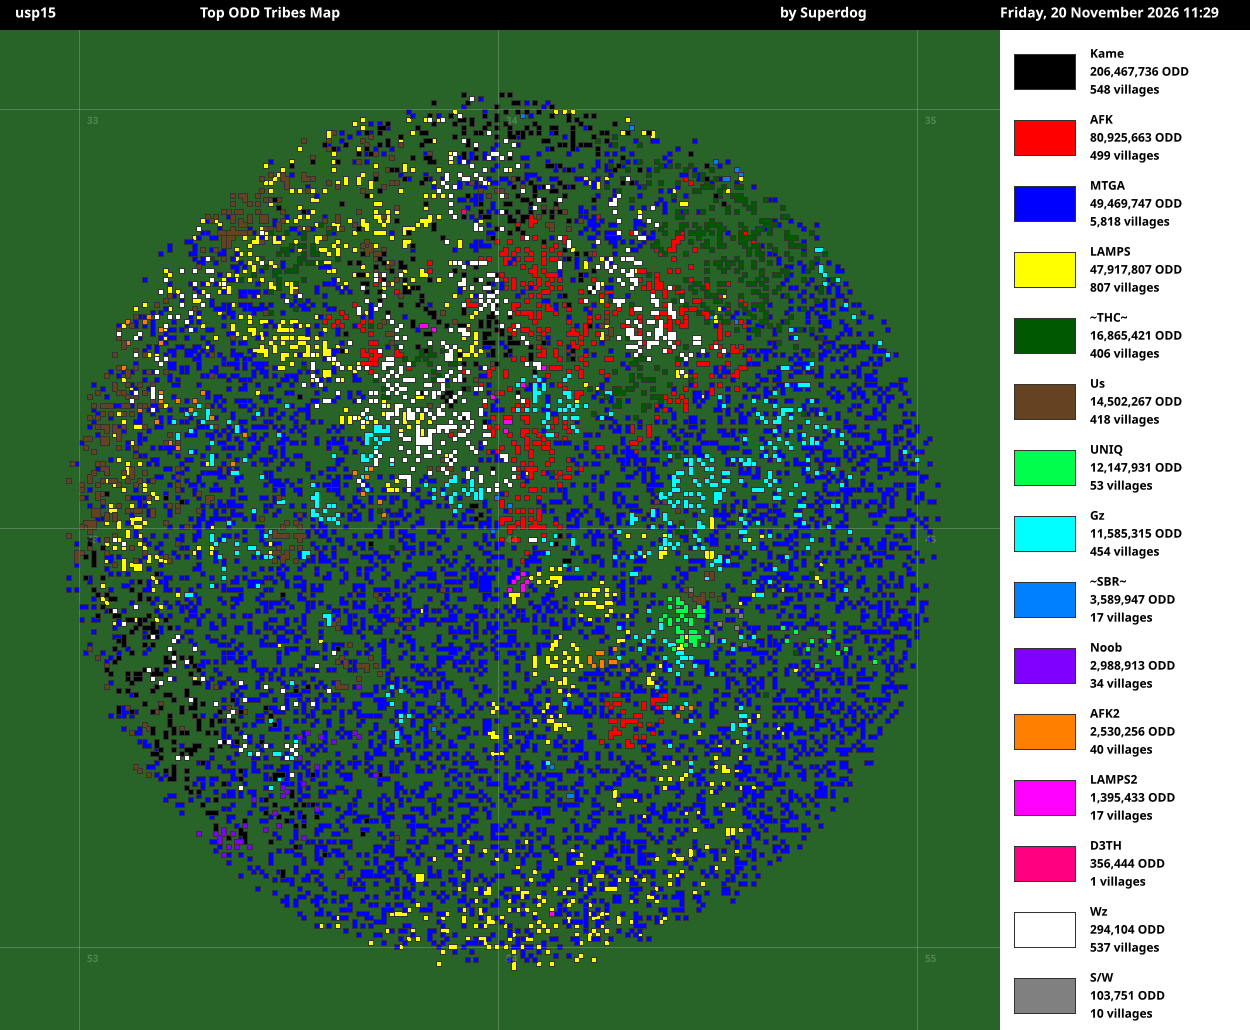 usp15 Top ODD Tribes Map by Superdog Friday, 20 November 2026 11:29
Kame
206,467,736 ODD
548 villages
AFK
80,925,663 ODD
499 villages
MTGA
49,469,747 ODD
5,818 villages
LAMPS
47,917,807 ODD
807 villages
~THC~
16,865,421 ODD
406 villages
Us
14,502,267 ODD
418 villages
UNIQ
12,147,931 ODD
53 villages
Gz
11,585,315 ODD
454 villages
~SBR~
3,589,947 ODD
17 villages
Noob
2,988,913 ODD
34 villages
AFK2
2,530,256 ODD
40 villages
LAMPS2
1,395,433 ODD
17 villages
D3TH
356,444 ODD
1 villages
Wz
294,104 ODD
537 villages
S/W
103,751 ODD
10 villages
33 34 35
53 55